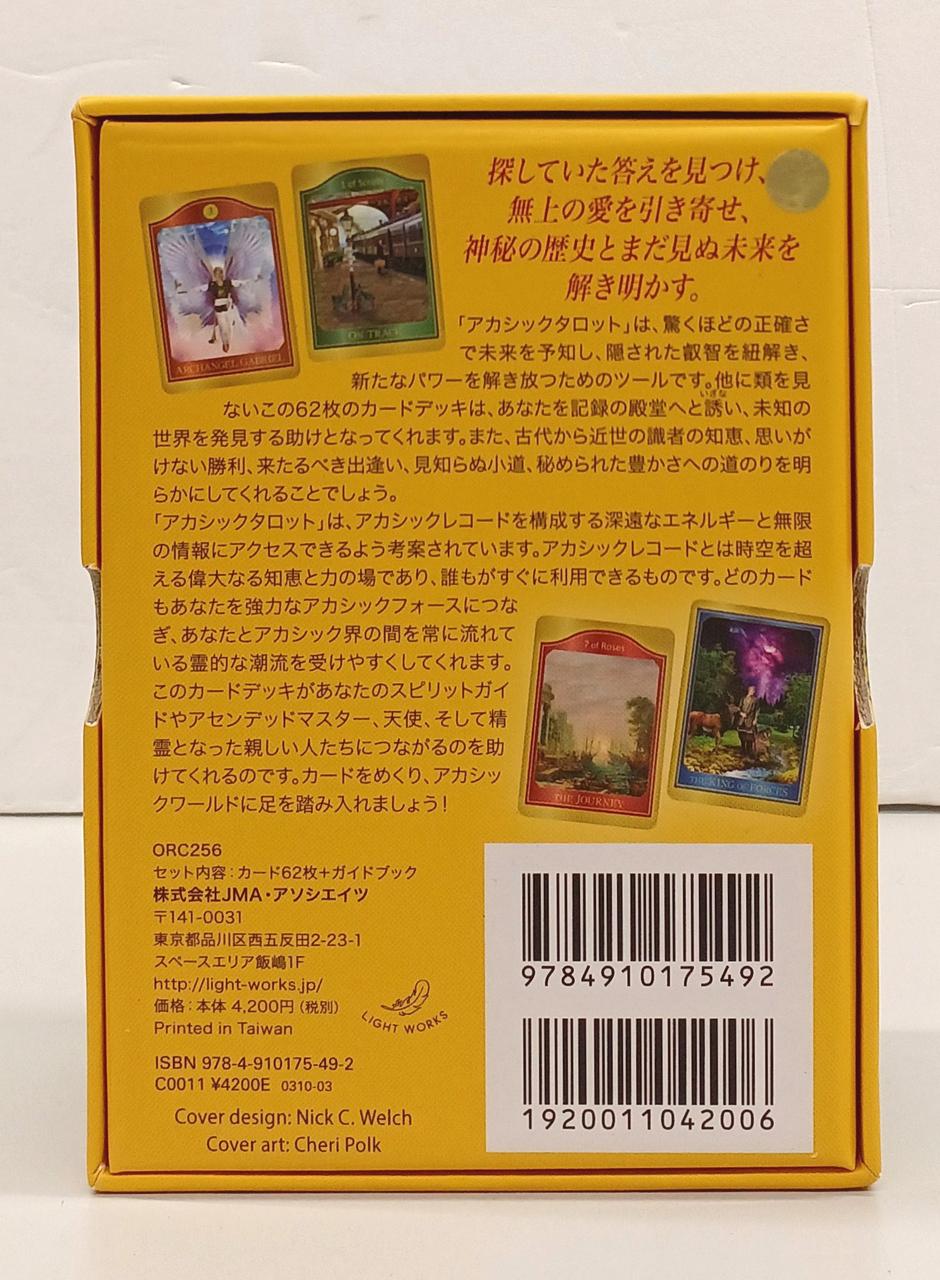 3
ARCHANGEL GABRIEL
1 of Scrolls
ON TRACK
探していた答えを見つけ、
無上の愛を引き寄せ、
神秘の歴史とまだ見ぬ未来を
解き明かす。
「アカシックタロット」は、驚くほどの正確さ
で未来を予知し、隠された叡智を紐解き、
新たなパワーを解き放つためのツールです。他に類を見
いざな
ないこの62枚のカードデッキは、あなたを記録の殿堂へと誘い、未知の
世界を発見する助けとなってくれます。また、古代から近世の識者の知恵、思いが
けない勝利、来たるべき出逢い、見知らぬ小道、秘められた豊かさへの道のりを明
らかにしてくれることでしょう。
「アカシックタロット」は、アカシックレコードを構成する深遠なエネルギーと無限
の情報にアクセスできるよう考案されています。アカシックレコードとは時空を超
える偉大なる知恵と力の場であり、誰もがすぐに利用できるものです。どのカード
もあなたを強力なアカシックフォースにつな
ぎ、あなたとアカシック界の間を常に流れて
いる霊的な潮流を受けやすくしてくれます。
このカードデッキがあなたのスピリットガイ
ドやアセンデッドマスター、天使、そして精
霊となった親しい人たちにつながるのを助
けてくれるのです。カードをめくり、アカシッ
クワールドに足を踏み入れましょう!
7 of Roses
THE JOURNEY
THE KING OF FORCES
ORC256
セット内容:カード62枚+ガイドブック
株式会社JMA・アソシエイツ
〒141-0031
東京都品川区西五反田2-23-1
スペースエリア飯嶋1F
http://light-works.jp/
価格:本体 4,200円(税別)
Printed in Taiwan
LIGHT WORKS
ISBN 978-4-910175-49-2
C0011 ¥4200E 0310-03
Cover design: Nick C. Welch
Cover art: Cheri Polk
9784910175492
1920011042006